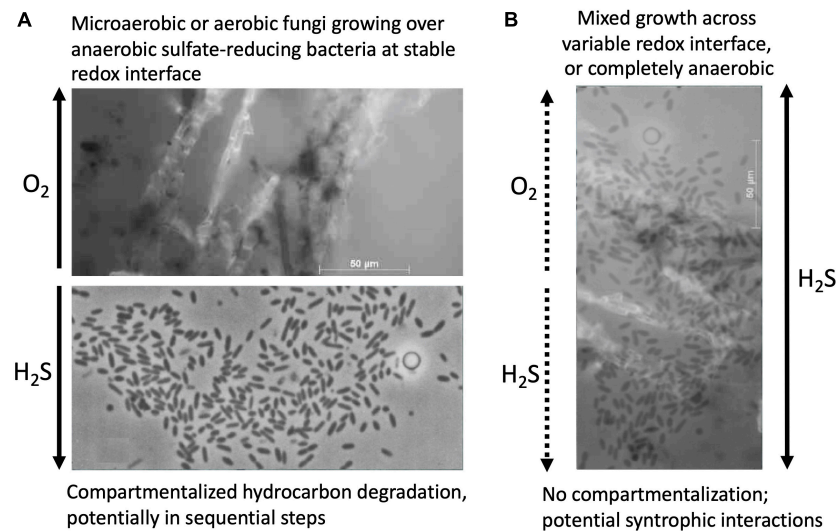 A
Microaerobic or aerobic fungi growing over
anaerobic sulfate-reducing bacteria at stable
redox interface
O₂
50 µm
H₂S
Compartmentalized hydrocarbon degradation,
potentially in sequential steps
B
Mixed growth across
variable redox interface,
or completely anaerobic
O₂
50 µm
H₂S
H₂S
No compartmentalization;
potential syntrophic interactions